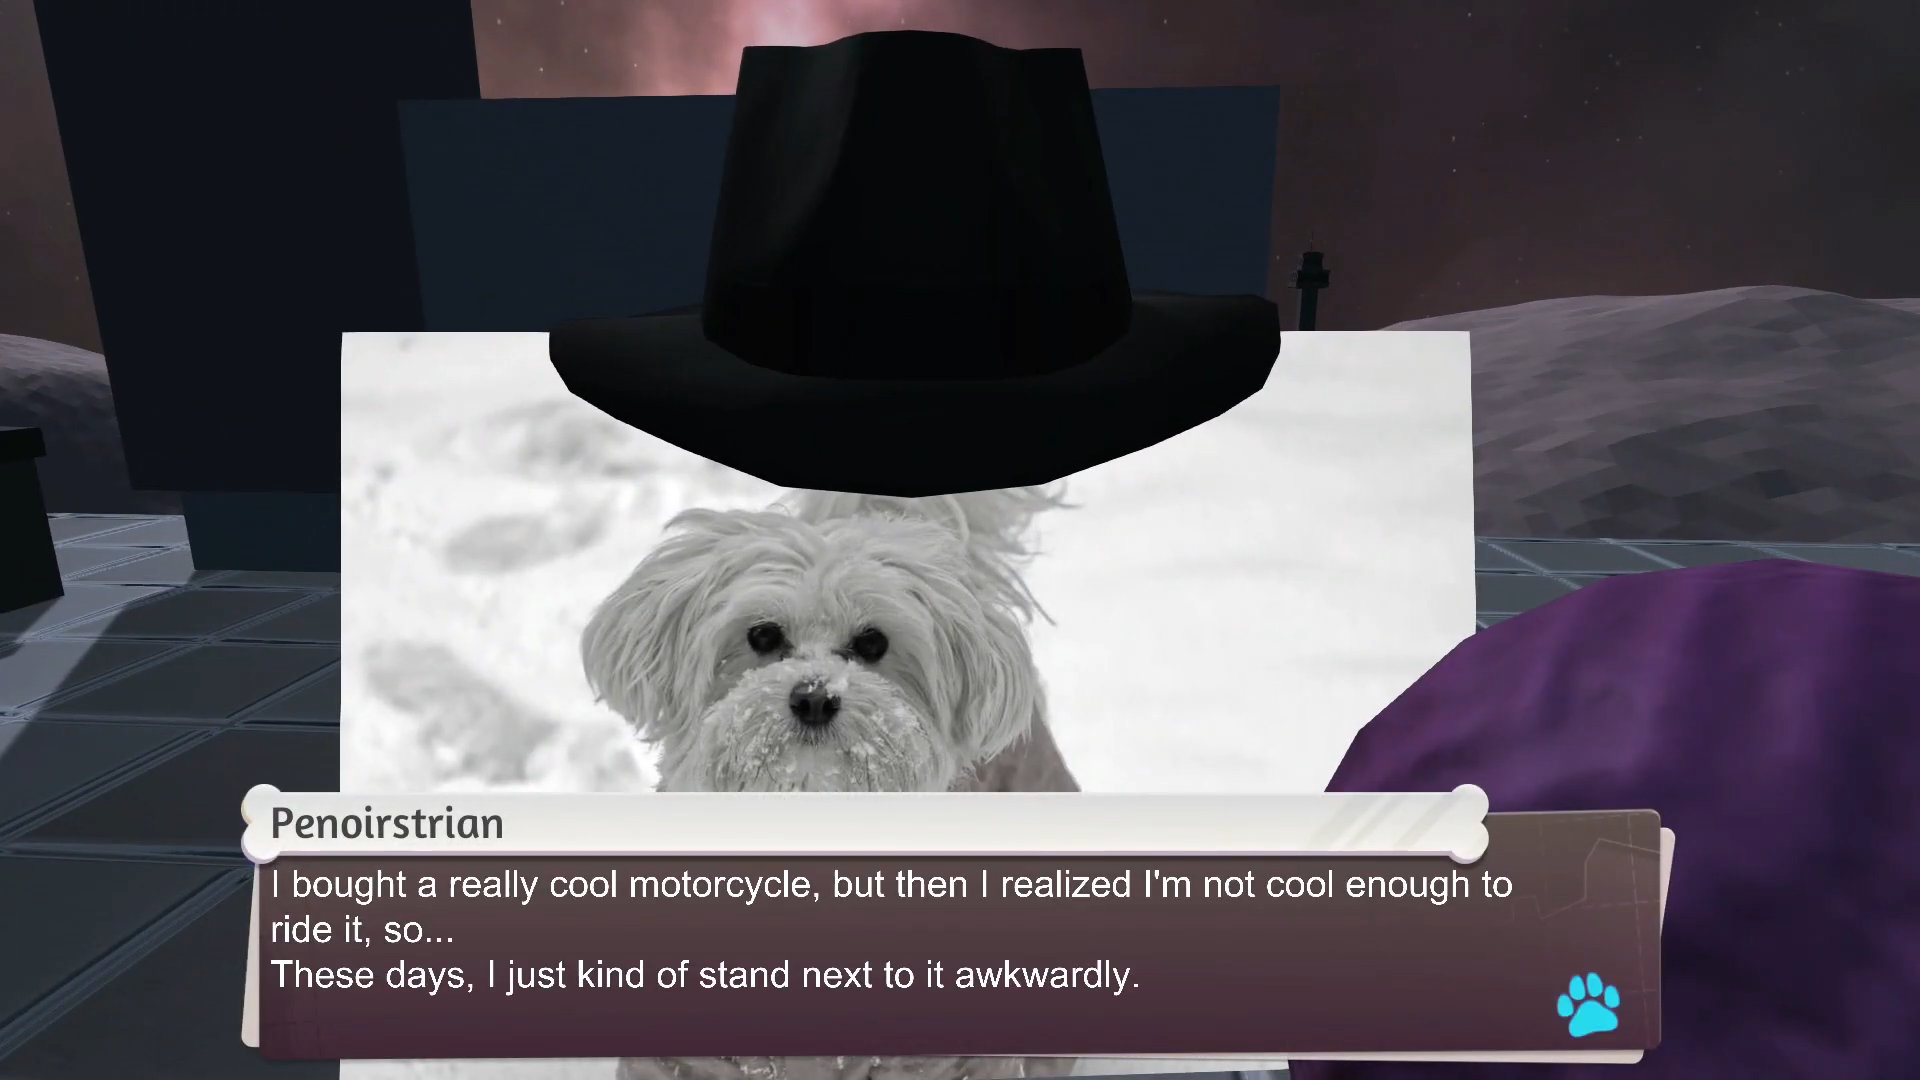 Penoirstrian
I bought a really cool motorcycle, but then I realized I'm not cool enough to
ride it, so...
These days, I just kind of stand next to it awkwardly.